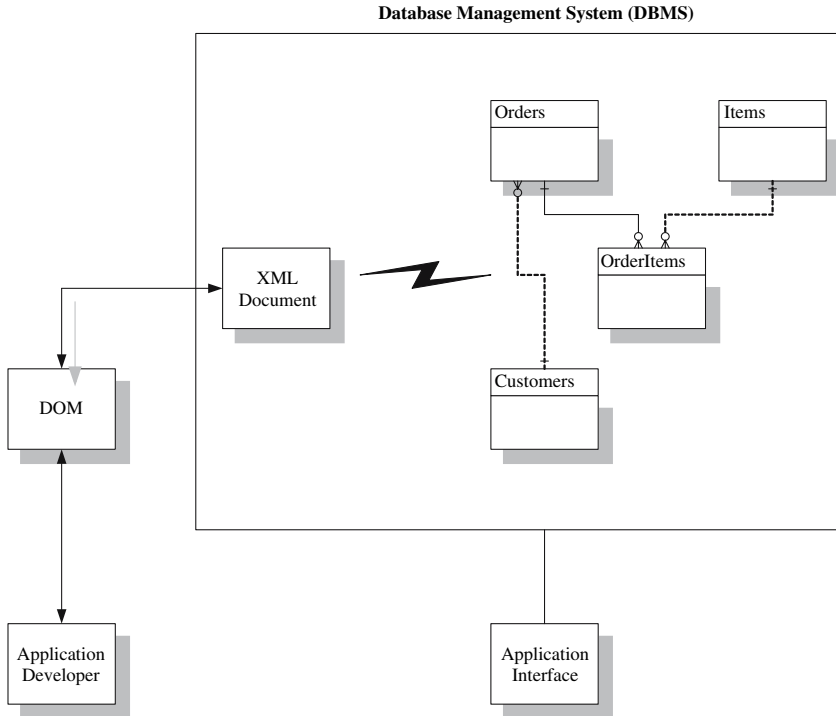 Database Management System (DBMS)
Orders
Items
XML
Document
OrderItems
DOM
Customers
Application
Developer
Application
Interface